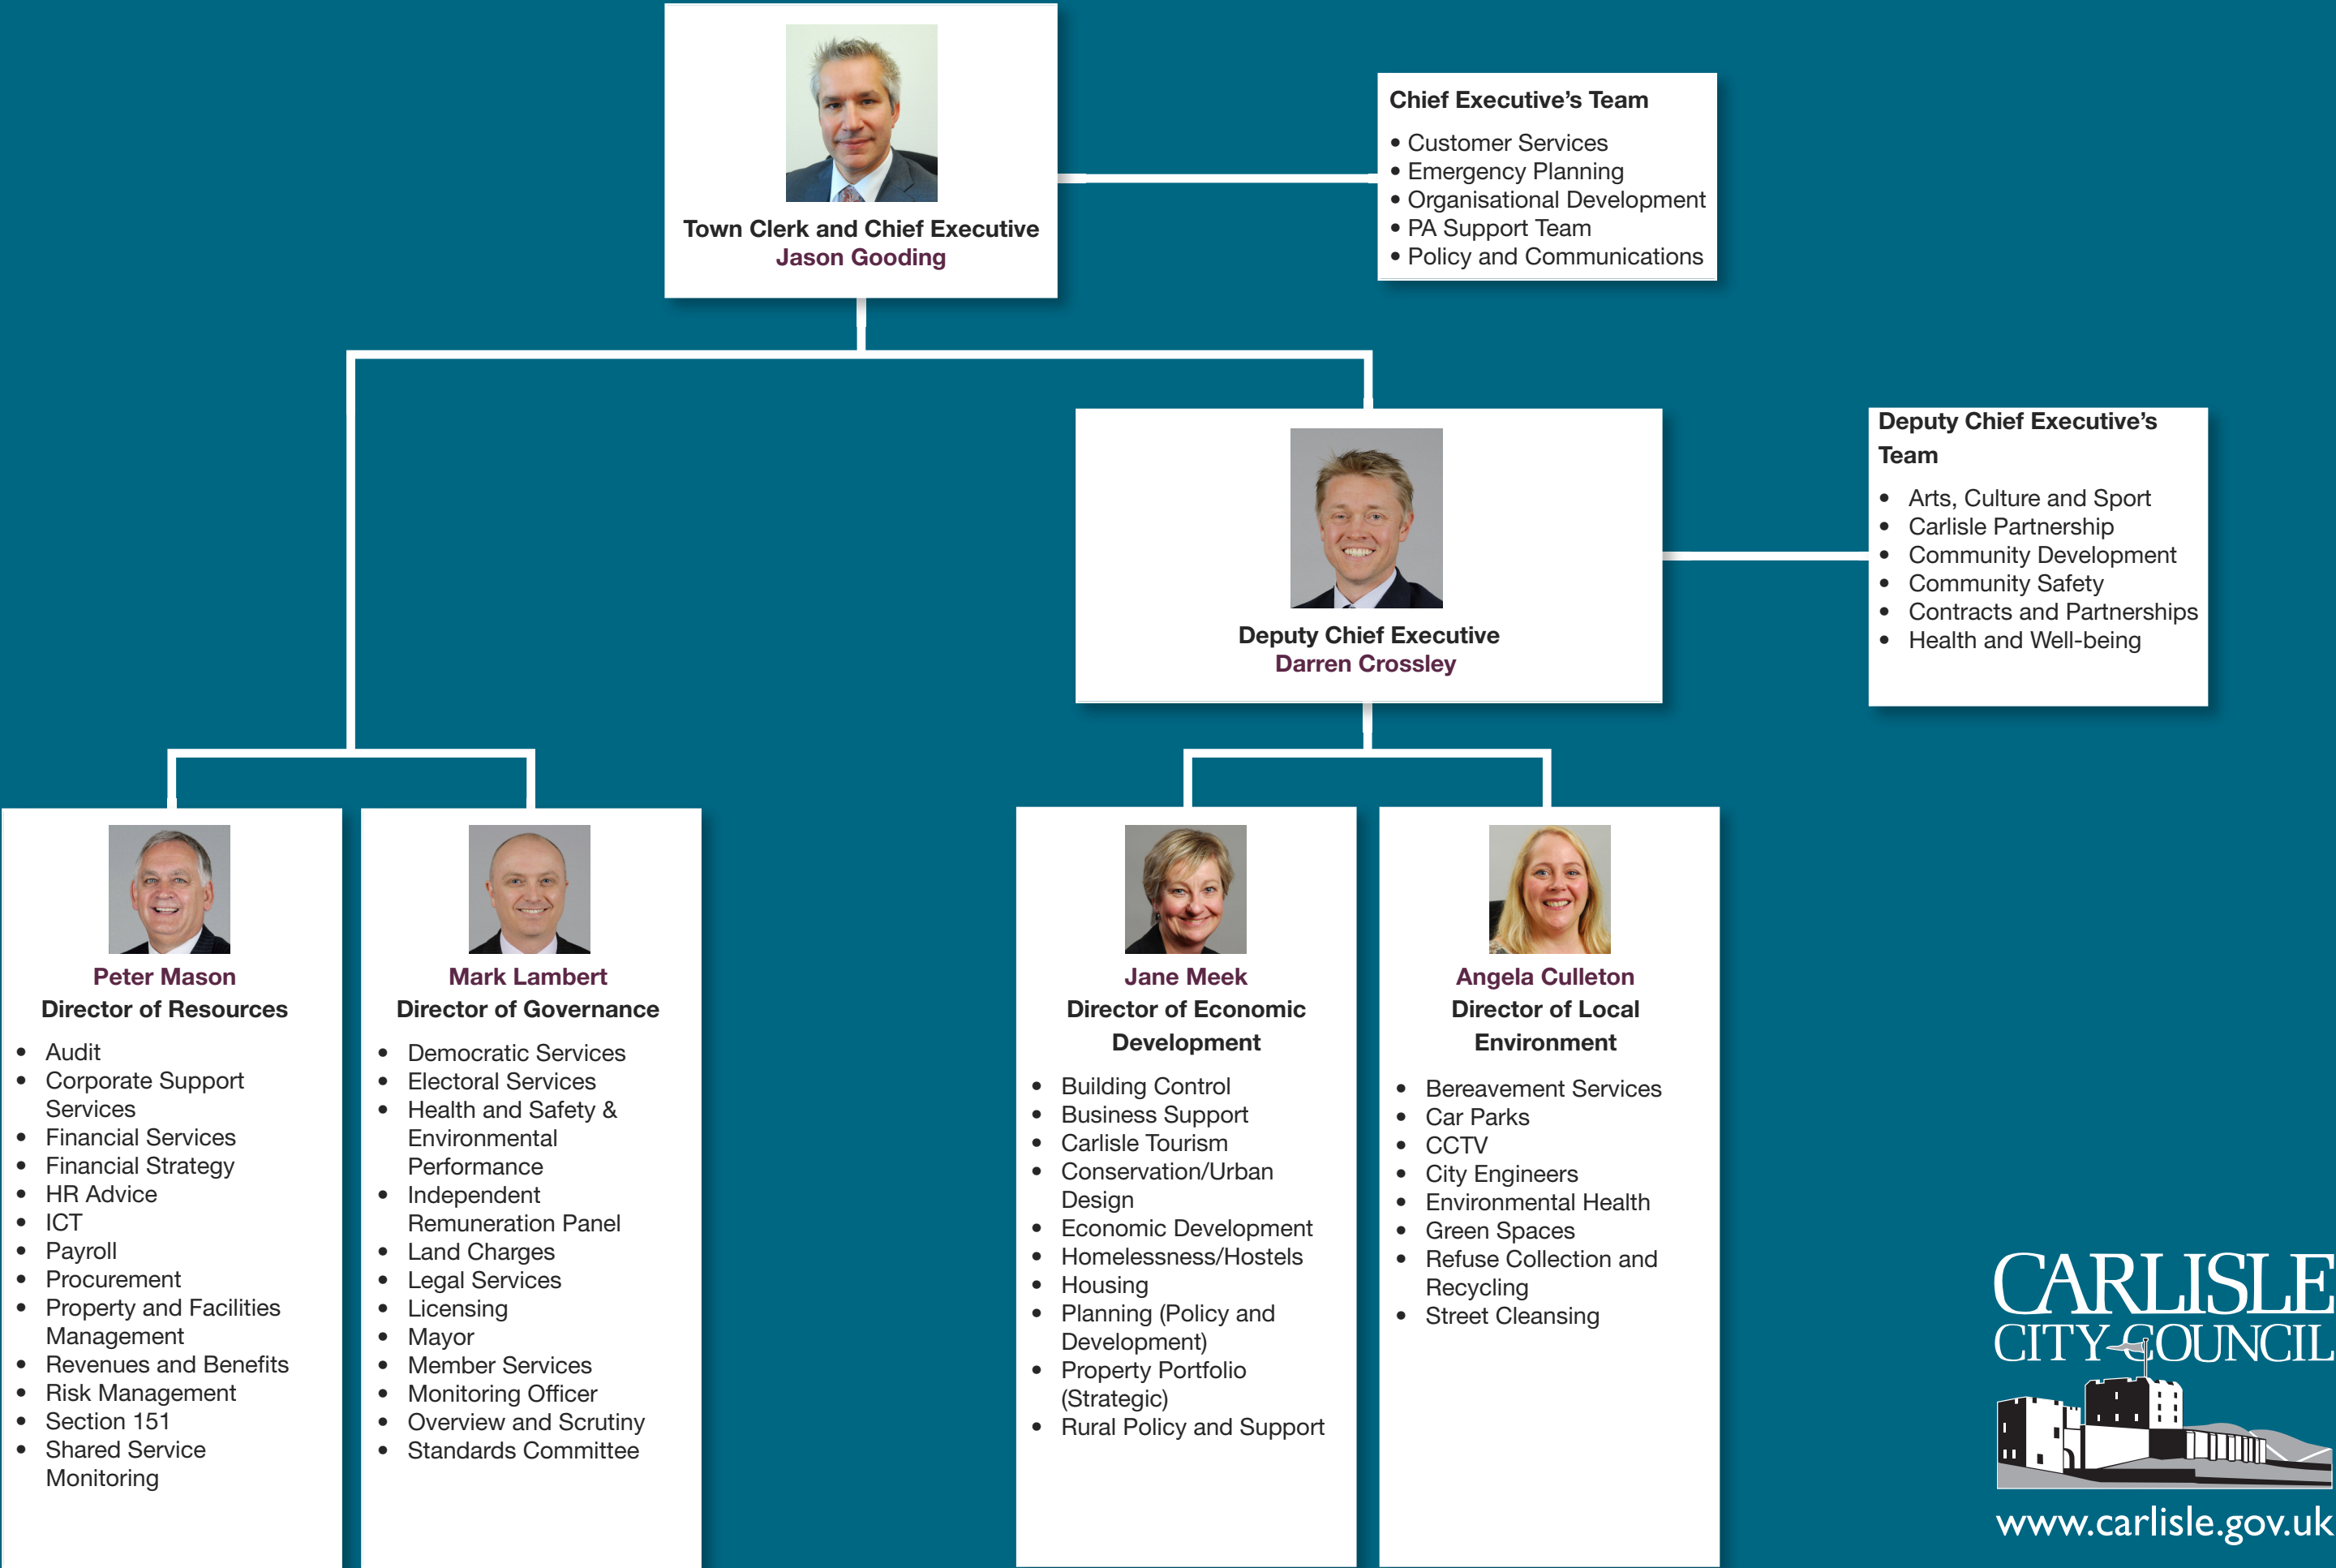 Town Clerk and Chief Executive
Jason Gooding
Chief Executive’s Team
• Customer Services
• Emergency Planning
• Organisational Development
• PA Support Team
• Policy and Communications
Deputy Chief Executive
Darren Crossley
Deputy Chief Executive’s
Team
• Arts, Culture and Sport
• Carlisle Partnership
• Community Development
• Community Safety
• Contracts and Partnerships
• Health and Well-being
Peter Mason
Director of Resources
• Audit
• Corporate Support
Services
• Financial Services
• Financial Strategy
• HR Advice
• ICT
• Payroll
• Procurement
• Property and Facilities
Management
• Revenues and Benefits
• Risk Management
• Section 151
• Shared Service
Monitoring
Mark Lambert
Director of Governance
• Democratic Services
• Electoral Services
• Health and Safety &
Environmental
Performance
• Independent
Remuneration Panel
• Land Charges
• Legal Services
• Licensing
• Mayor
• Member Services
• Monitoring Officer
• Overview and Scrutiny
• Standards Committee
Jane Meek
Director of Economic
Development
• Building Control
• Business Support
• Carlisle Tourism
• Conservation/Urban
Design
• Economic Development
• Homelessness/Hostels
• Housing
• Planning (Policy and
Development)
• Property Portfolio
(Strategic)
• Rural Policy and Support
Angela Culleton
Director of Local
Environment
• Bereavement Services
• Car Parks
• CCTV
• City Engineers
• Environmental Health
• Green Spaces
• Refuse Collection and
Recycling
• Street Cleansing
CARLISLE
CITY COUNCIL
www.carlisle.gov.uk